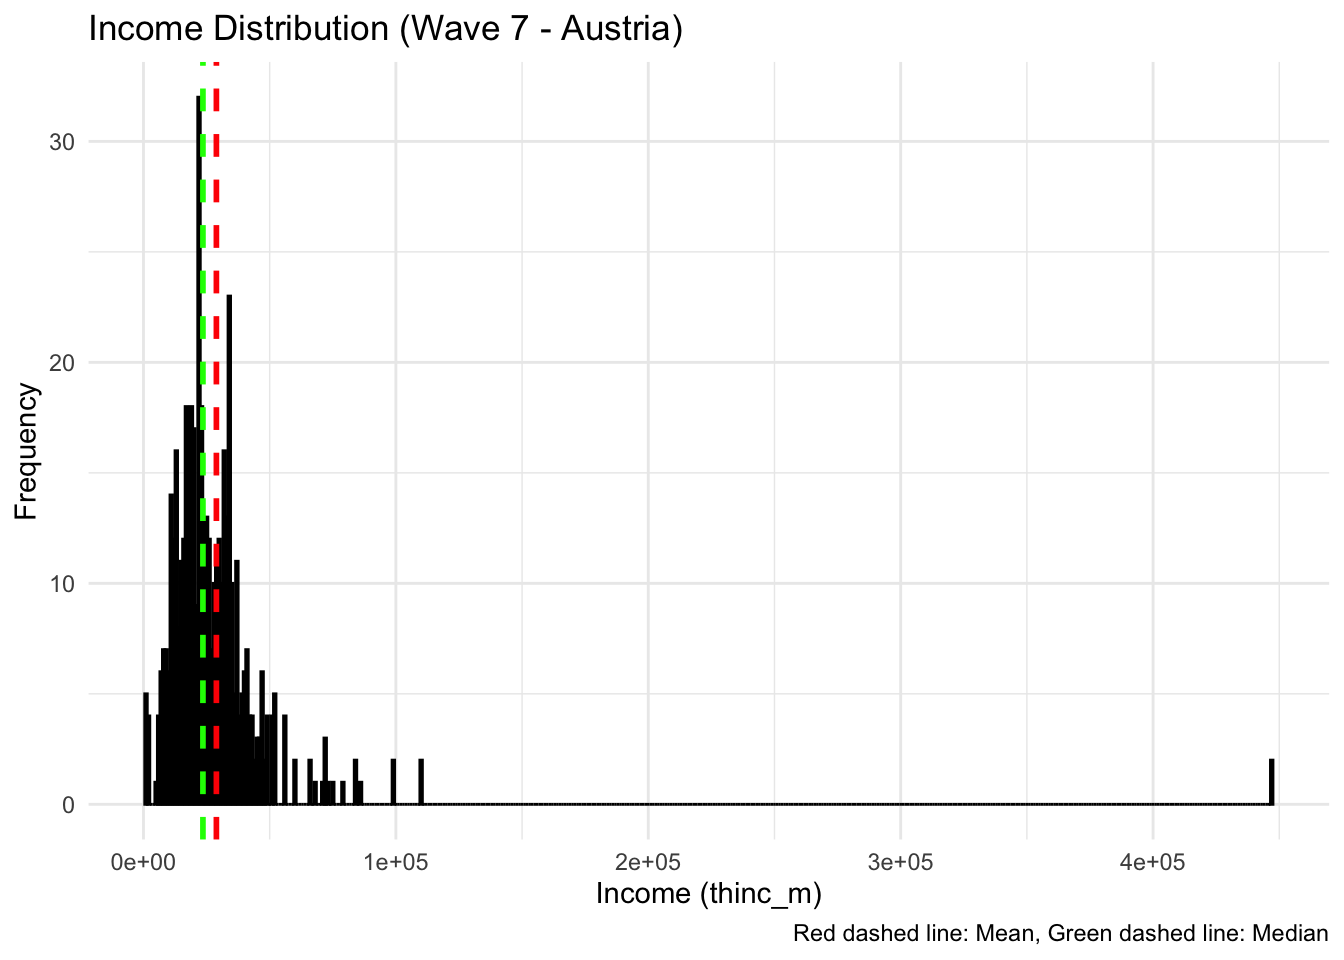 Income Distribution (Wave 7 - Austria)
30
20
10
0
Frequency
0e+00 1e+05 2e+05 3e+05 4e+05
Income (thinc_m)
Red dashed line: Mean, Green dashed line: Median